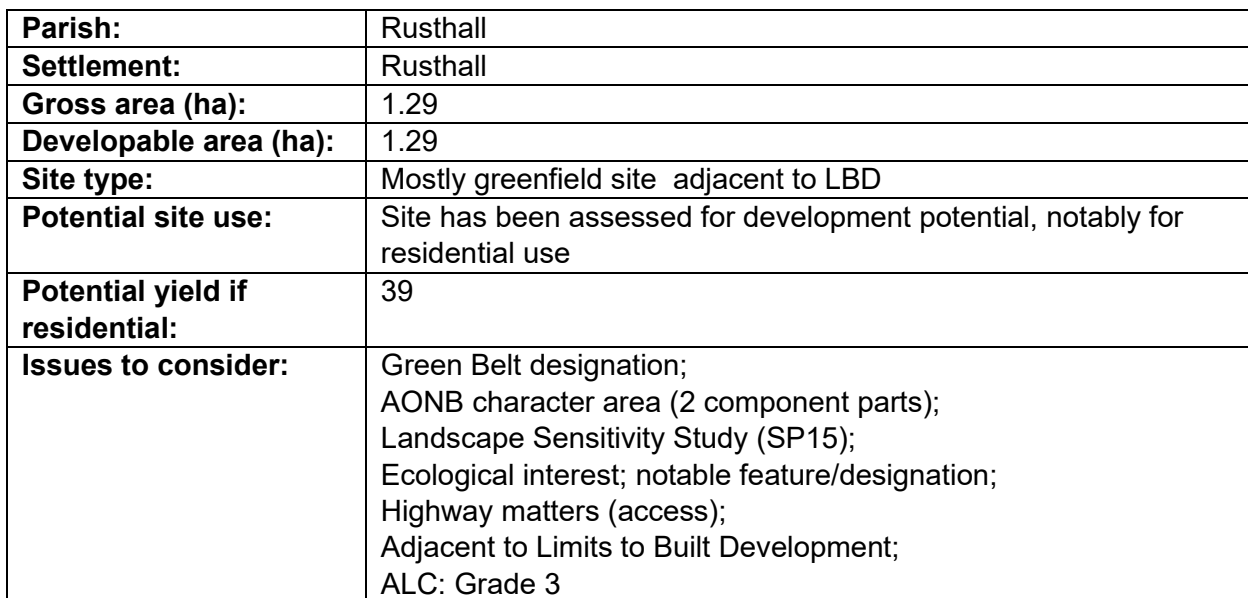 Parish: Rusthall
Settlement: Rusthall
Gross area (ha): 1.29
Developable area (ha): 1.29
Site type: Mostly greenfield site  adjacent to LBD
Potential site use: Site has been assessed for development potential, notably for
residential use
Potential yield if 39
residential:
Issues to consider: Green Belt designation;
AONB character area (2 component parts);
Landscape Sensitivity Study (SP15);
Ecological interest; notable feature/designation;
Highway matters (access);
Adjacent to Limits to Built Development;
ALC: Grade 3